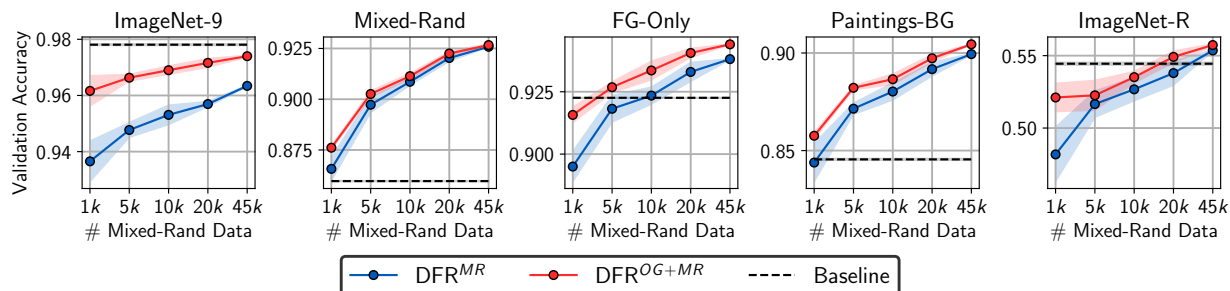 ImageNet-9
Validation Accuracy
0.98
0.96
0.94
1k 5k 10k 20k 45k
# Mixed-Rand Data
Mixed-Rand
0.925
0.900
0.875
1k 5k 10k 20k 45k
# Mixed-Rand Data
FG-Only
0.925
0.900
1k 5k 10k 20k 45k
# Mixed-Rand Data
Paintings-BG
0.90
0.85
1k 5k 10k 20k 45k
# Mixed-Rand Data
ImageNet-R
0.55
0.50
1k 5k 10k 20k 45k
# Mixed-Rand Data
DFR^{MR} DFR^{OG+MR} Baseline